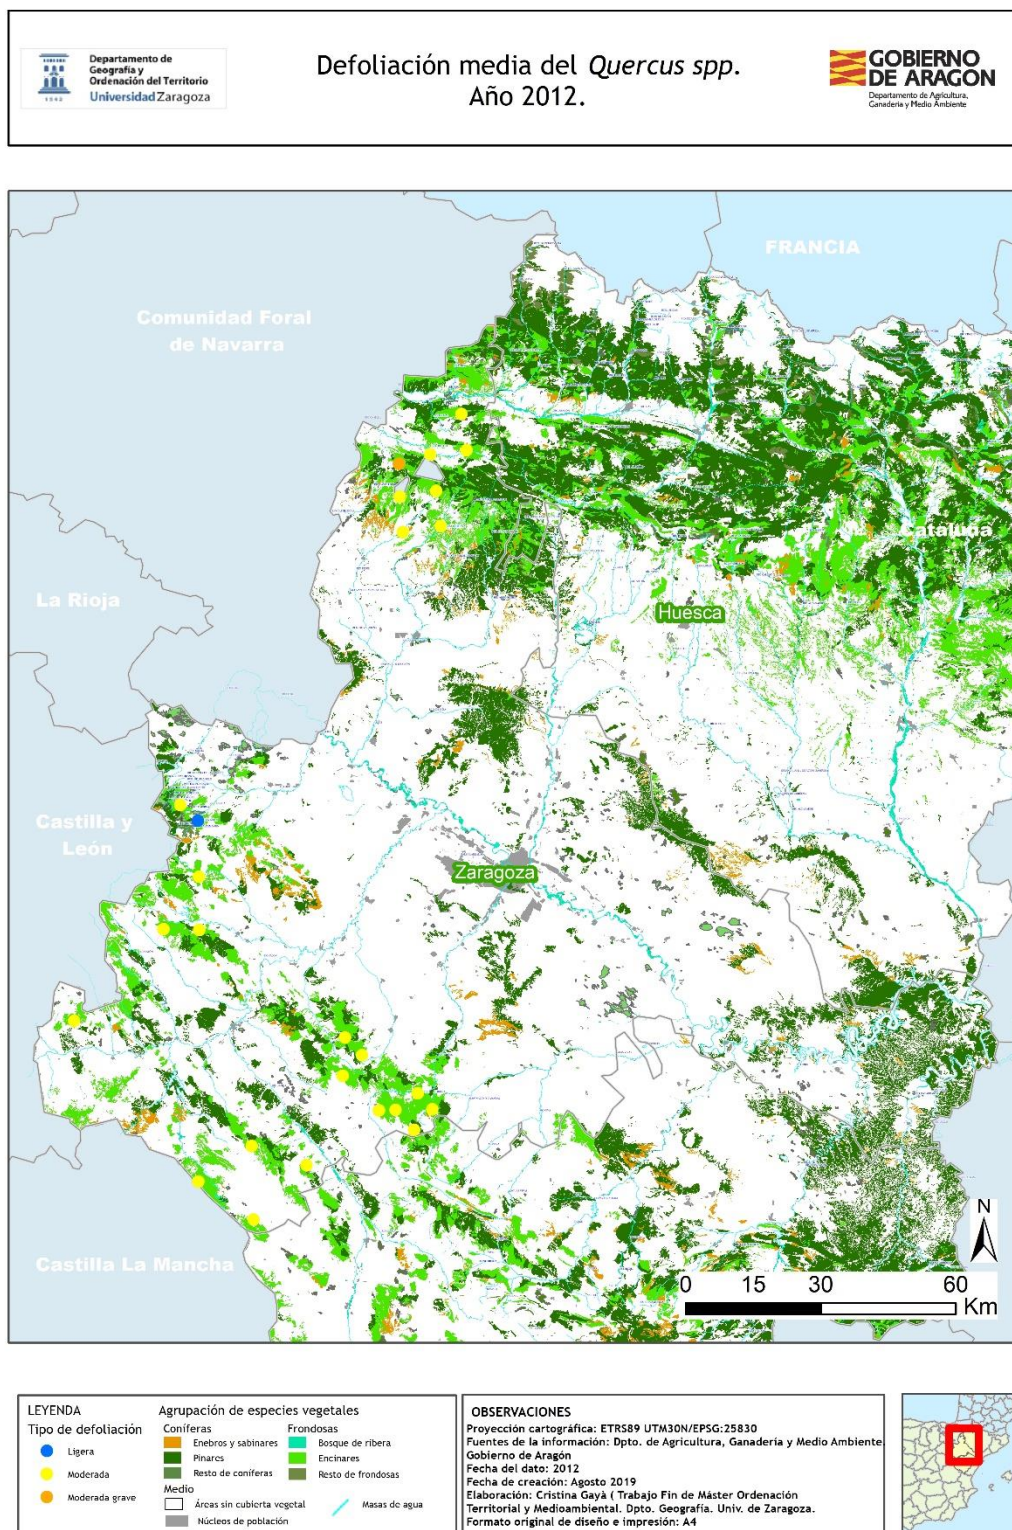 Departamento de
Geografía y
Ordenación del Territorio
Universidad Zaragoza
1542
Defoliación media del Quercus spp.
Año 2012.
GOBIERNO
DE ARAGON
Departamento de Agricultura,
Ganadería y Medio Ambiente
FRANCIA
Comunidad Foral
de Navarra
Cataluña
La Rioja
Huesca
Castilla y
León
Zaragoza
Castilla La Mancha
N
0 15 30 60
Km
LEYENDA
Tipo de defoliación
Ligera
Moderada
Moderada grave
Agrupación de especies vegetales
Coníferas
Enebros y sabinares
Pinares
Resto de coníferas
Frondosas
Bosque de ribera
Encinares
Resto de frondosas
Medio
Áreas sin cubierta vegetal
Masas de agua
Núcleos de población
OBSERVACIONES
Proyección cartográfica: ETRS89 UTM30N/EPSG:25830
Fuentes de la información: Dpto. de Agricultura, Ganadería y Medio Ambiente.
Gobierno de Aragón
Fecha del dato: 2012
Fecha de creación: Agosto 2019
Elaboración: Cristina Gayà ( Trabajo Fin de Máster Ordenación
Territorial y Medioambiental. Dpto. Geografía. Univ. de Zaragoza.
Formato original de diseño e impresión: A4